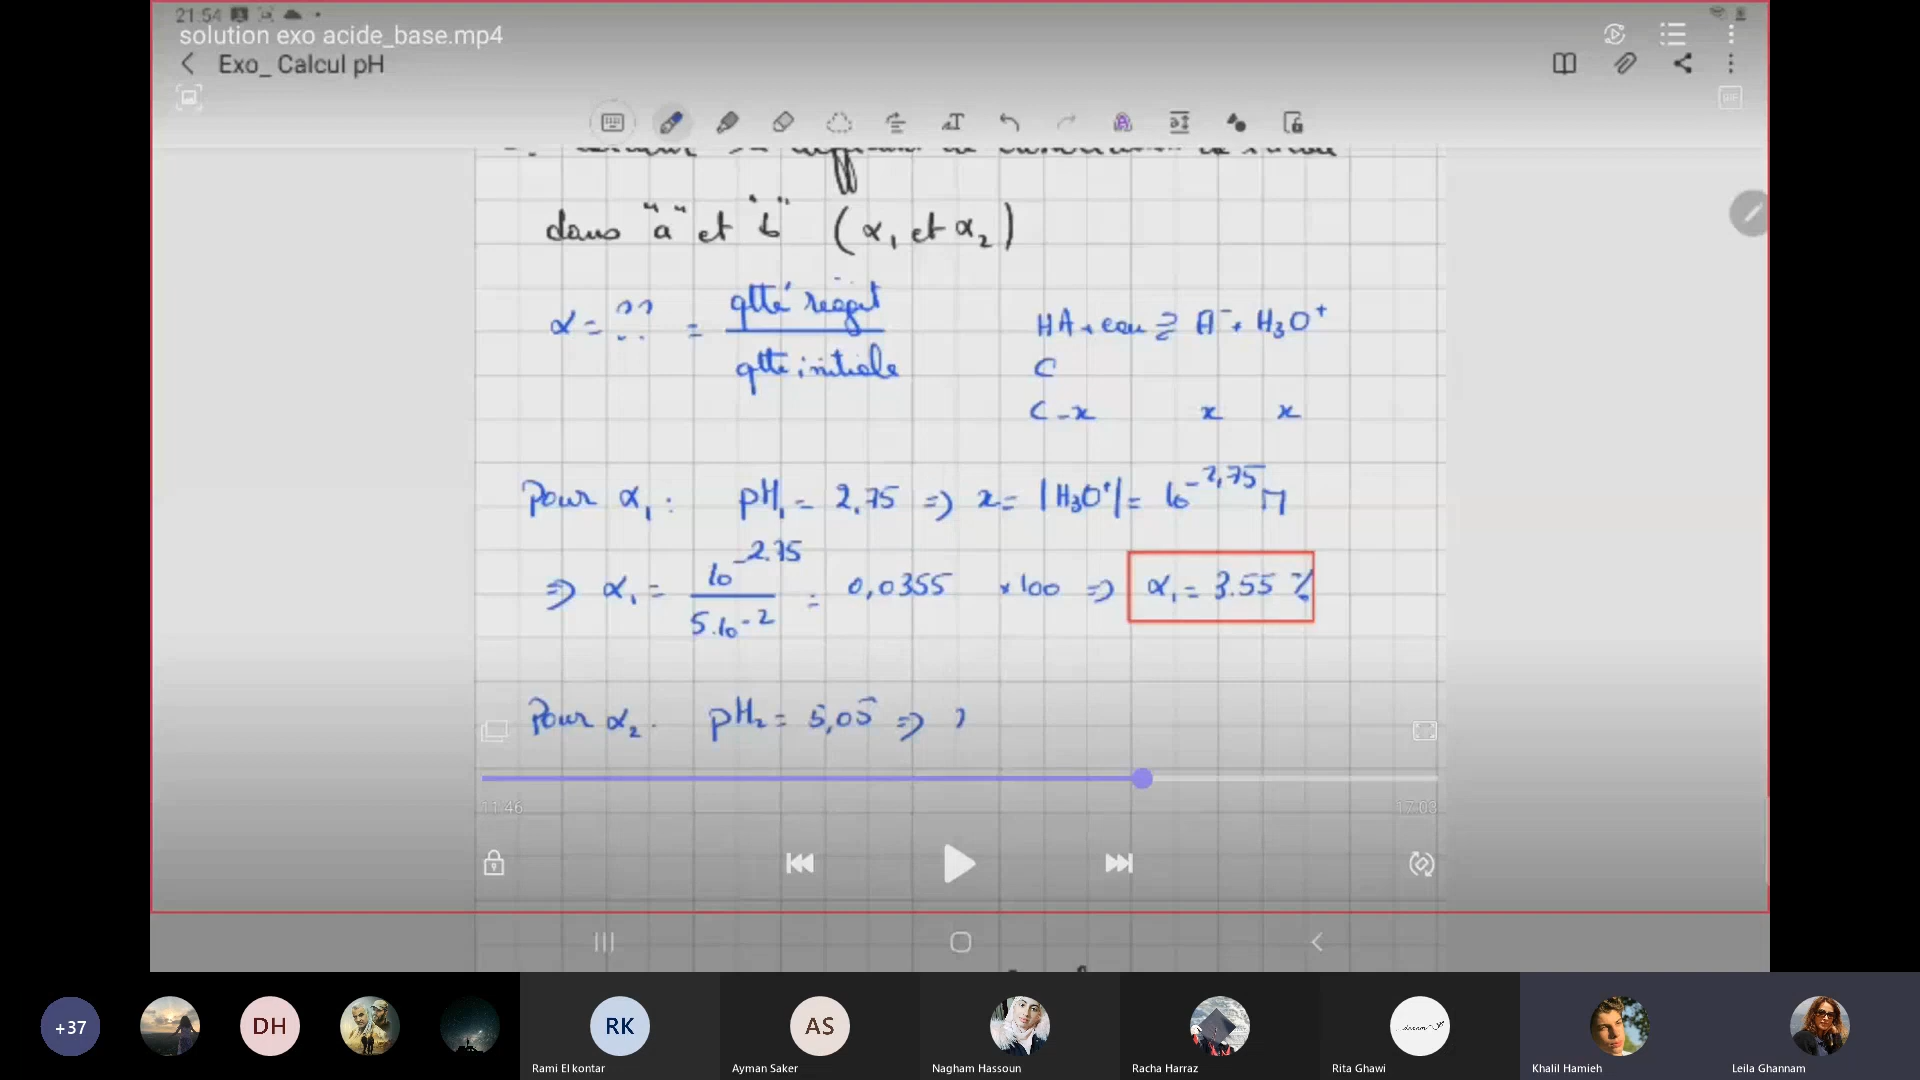 21:54
solution exo acide_base.mp4
Exo_ Calcul pH
dans "a" et "b" (α₁ et α₂)
α = ?? = qtté réagit / qtté initiale
HA + eau ⇌ A⁻ + H₃O⁺
C
C - x x x
Pour α₁ : pH₁ = 2,75 => x = |H₃O⁺| = 10⁻²,⁷⁵ M
=> α₁ = 10⁻²·⁷⁵ / 5.10⁻² = 0,0355 × 100 => α₁ = 3.55 %
Pour α₂ . pH₂ = 5,05 =>
11:46 17:03
+37 DH RK AS
Rami El kontar Ayman Saker Nagham Hassoun Racha Harraz Rita Ghawi Khalil Hamieh Leila Ghannam